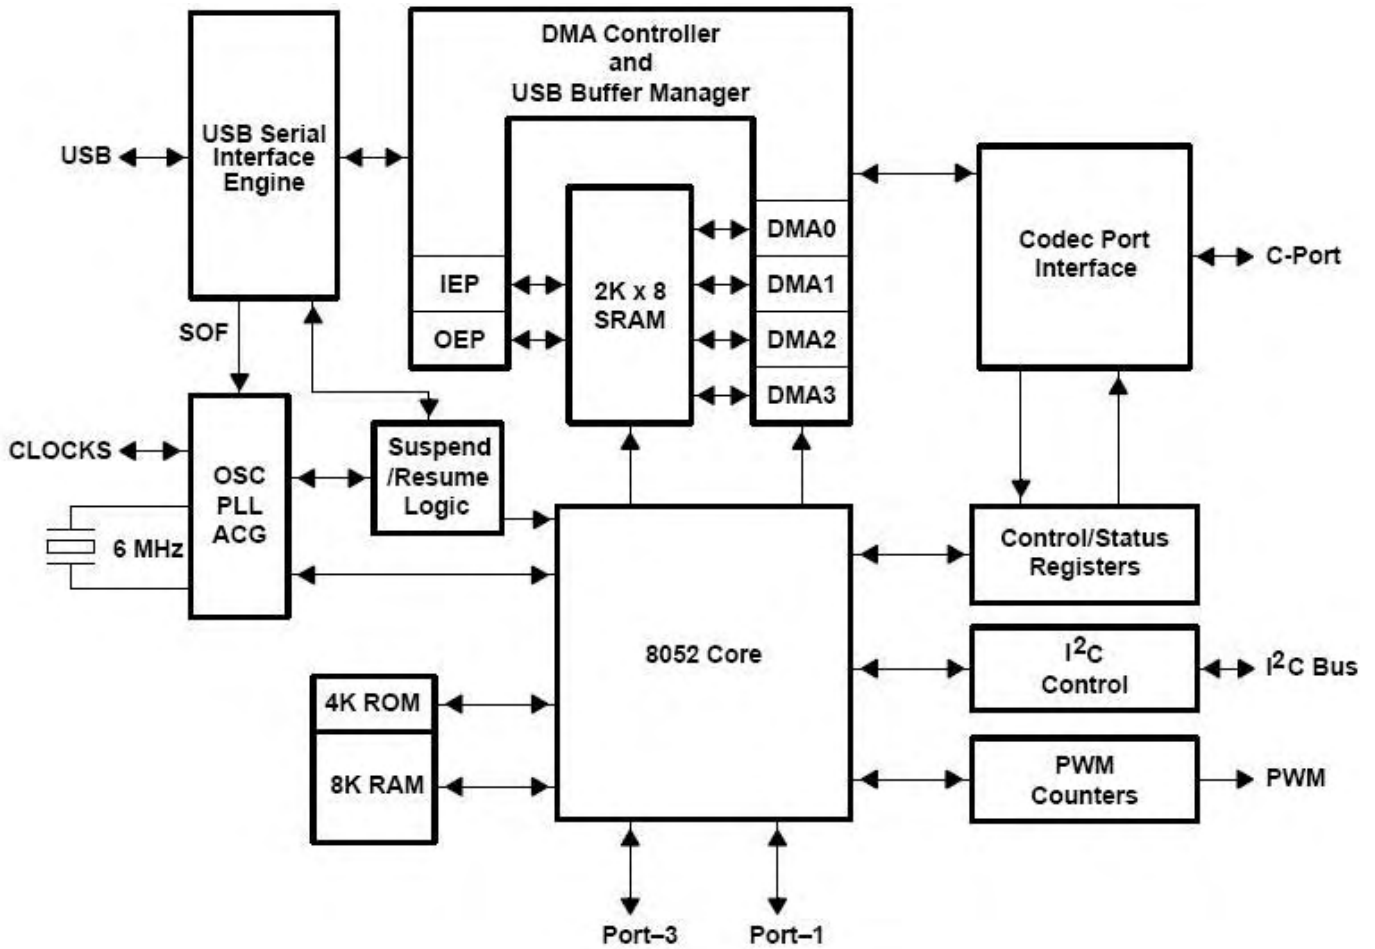 DMA Controller
and
USB Buffer Manager
USB
USB Serial
Interface
Engine
DMA0
DMA1
DMA2
DMA3
IEP
OEP
2K x 8
SRAM
Codec Port
Interface
C-Port
SOF
CLOCKS
OSC
PLL
ACG
6 MHz
Suspend
/Resume
Logic
Control/Status
Registers
8052 Core
I²C
Control
I²C Bus
4K ROM
8K RAM
PWM
Counters
PWM
Port–3
Port–1